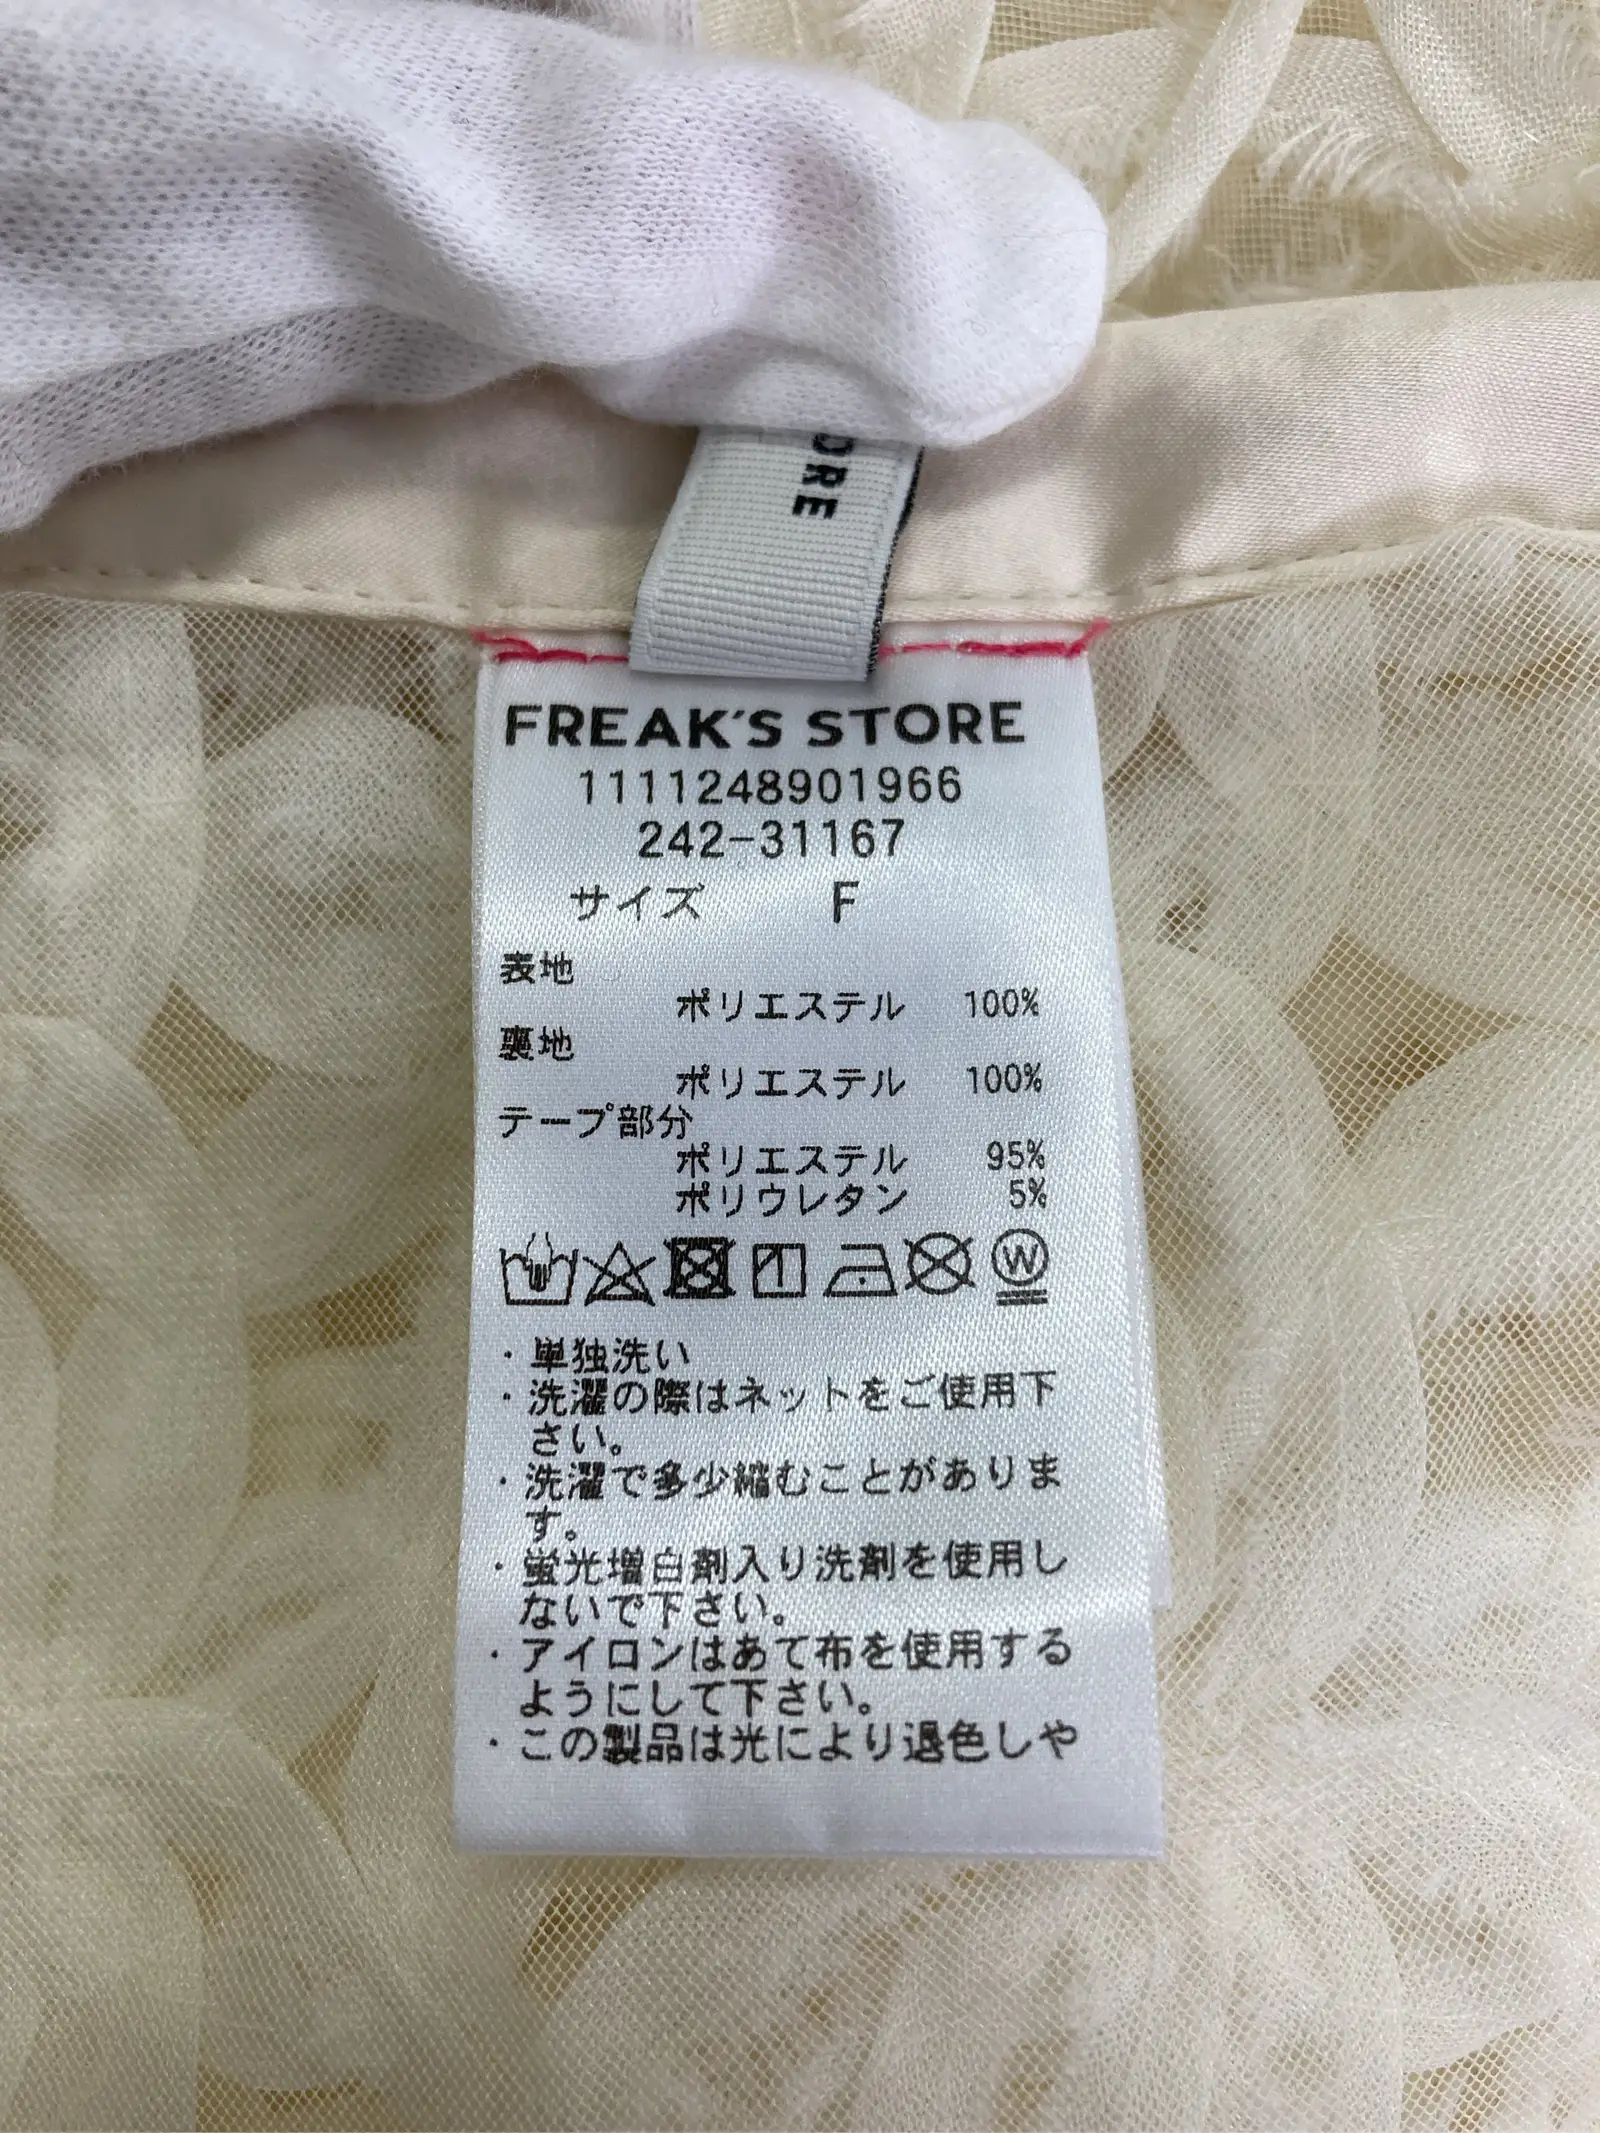 ORE
FREAK'S STORE
1111248901966
242-31167
サイズ F
表地
ポリエステル 100%
裏地
ポリエステル 100%
テープ部分
ポリエステル 95%
ポリウレタン 5%
W
・単独洗い
・洗濯の際はネットをご使用下
さい。
・洗濯で多少縮むことがありま
す。
・蛍光増白剤入り洗剤を使用し
ないで下さい。
・アイロンはあて布を使用する
ようにして下さい。
・この製品は光により退色しや